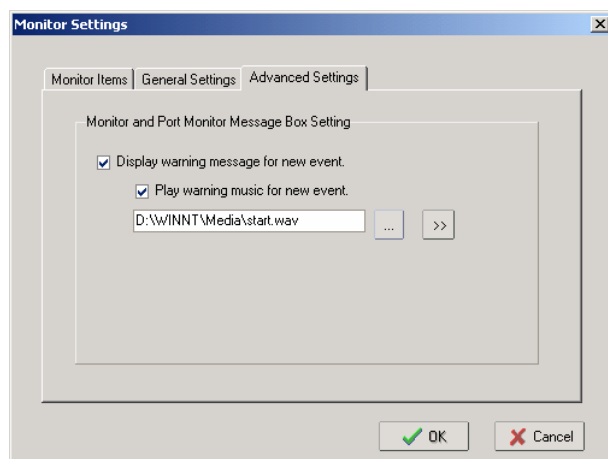 Monitor Settings
Monitor Items General Settings Advanced Settings
Monitor and Port Monitor Message Box Setting
Display warning message for new event.
Play warning music for new event.
D:\WINNT\Media\start.wav ... >>
OK Cancel